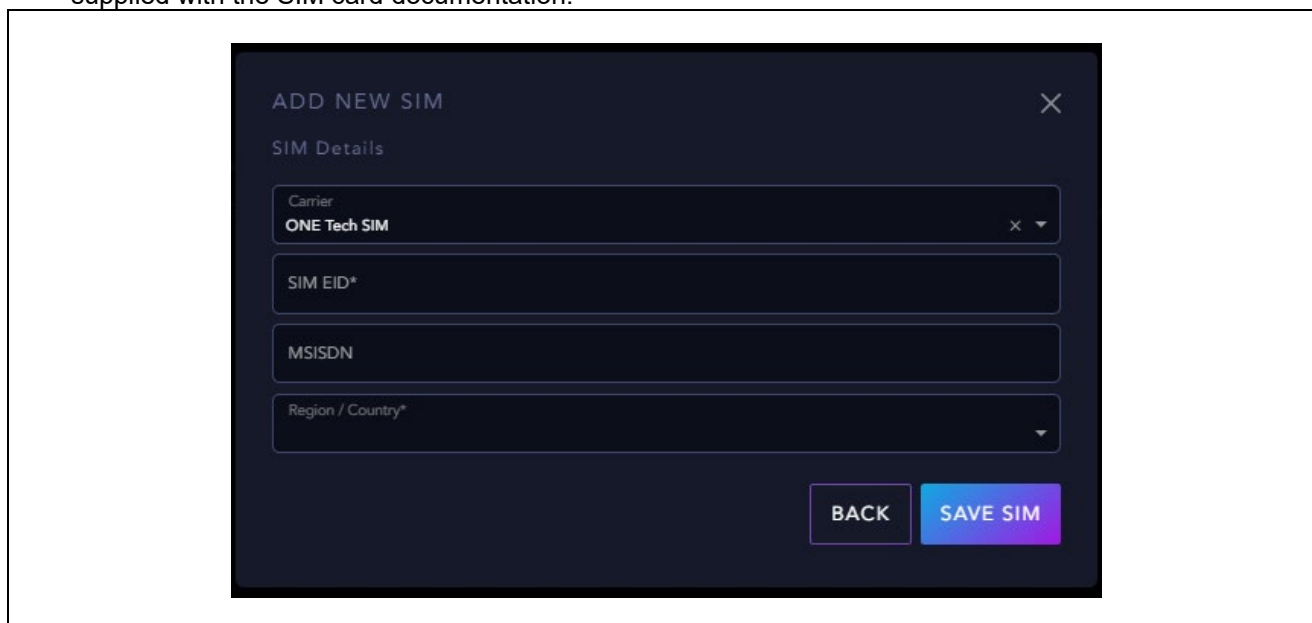 supplied with the SIM card documentation.
ADD NEW SIM
SIM Details
Carrier
ONE Tech SIM
SIM EID*
MSISDN
Region / Country*
BACK SAVE SIM